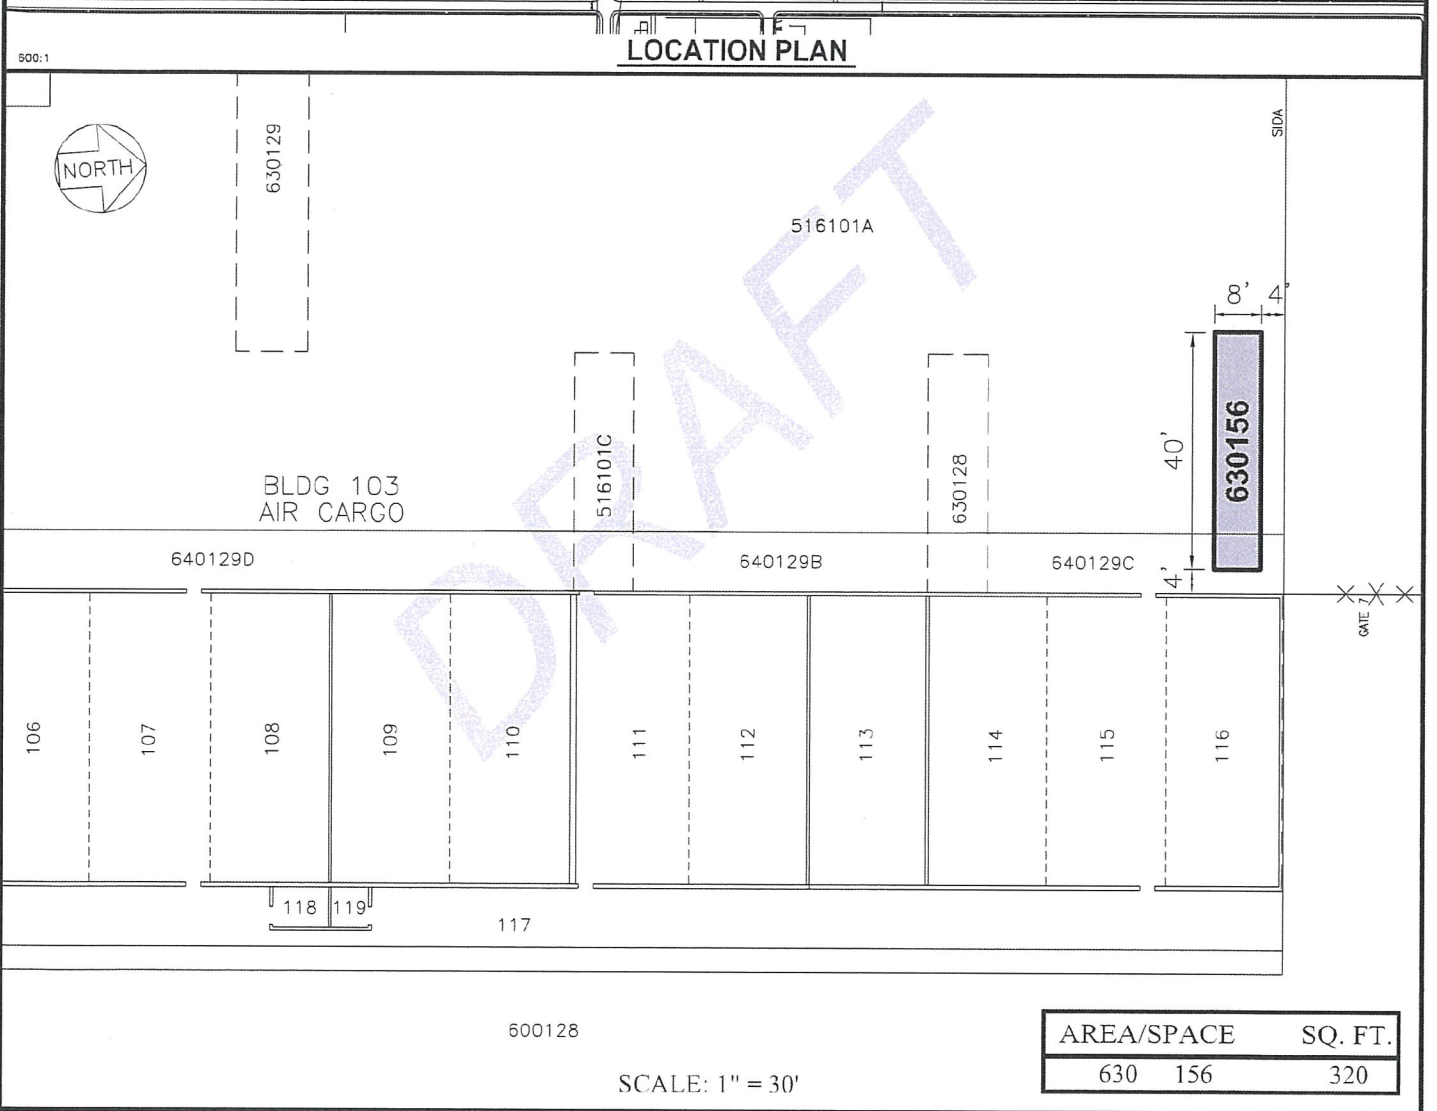 LOCATION PLAN
600:1
SIDA
NORTH
630129
516101A
8' 4'
630156
40'
516101C
630128
BLDG 103
AIR CARGO
640129D
640129B
640129C
4'
GATE 7
106
107
108
109
110
111
112
113
114
115
116
118
119
117
600128
AREA/SPACE SQ. FT.
630 156 320
SCALE: 1" = 30'
DRAFT